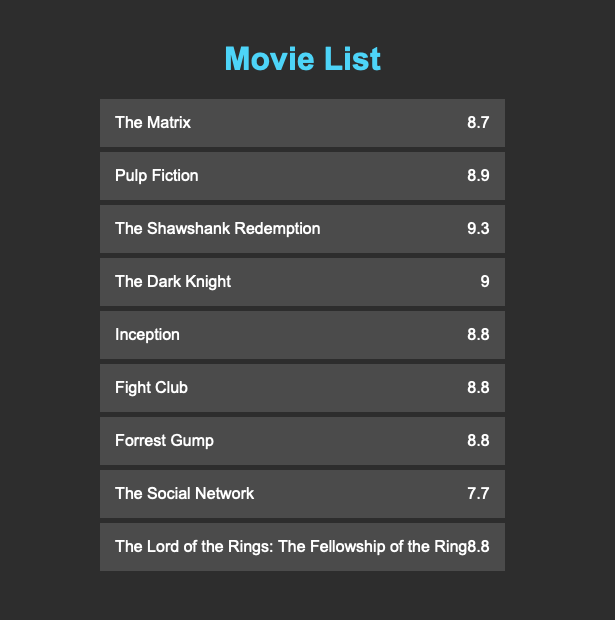 Movie List
The Matrix 8.7
Pulp Fiction 8.9
The Shawshank Redemption 9.3
The Dark Knight 9
Inception 8.8
Fight Club 8.8
Forrest Gump 8.8
The Social Network 7.7
The Lord of the Rings: The Fellowship of the Ring8.8